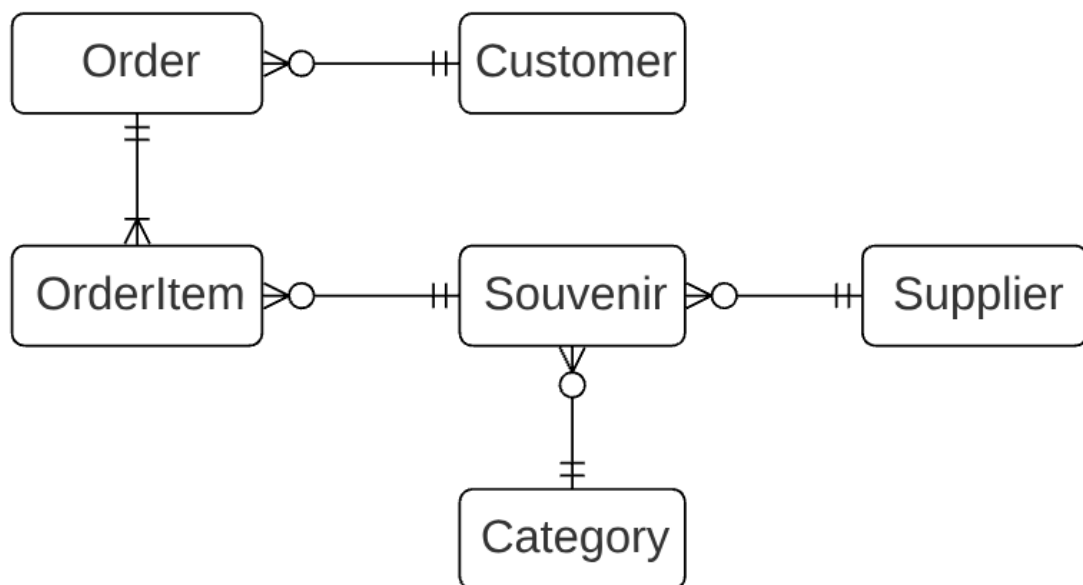 Order
Customer
OrderItem
Souvenir
Supplier
Category